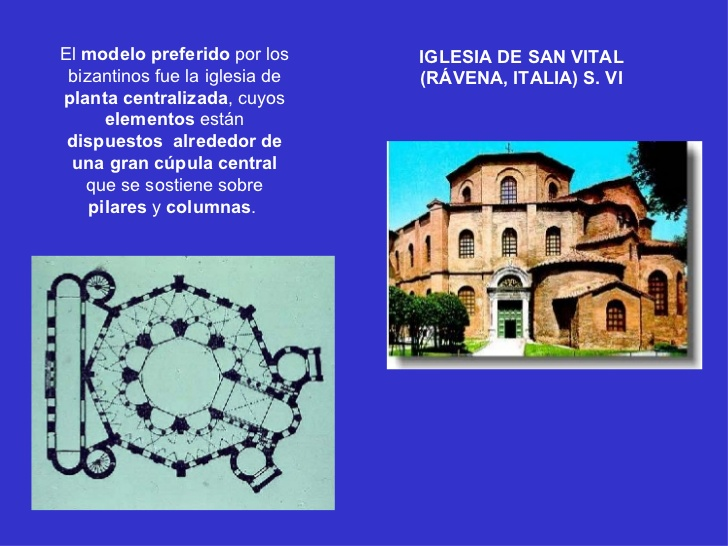 El modelo preferido por los
bizantinos fue la iglesia de
planta centralizada, cuyos
elementos están
dispuestos alrededor de
una gran cúpula central
que se sostiene sobre
pilares y columnas.
IGLESIA DE SAN VITAL
(RÁVENA, ITALIA) S. VI